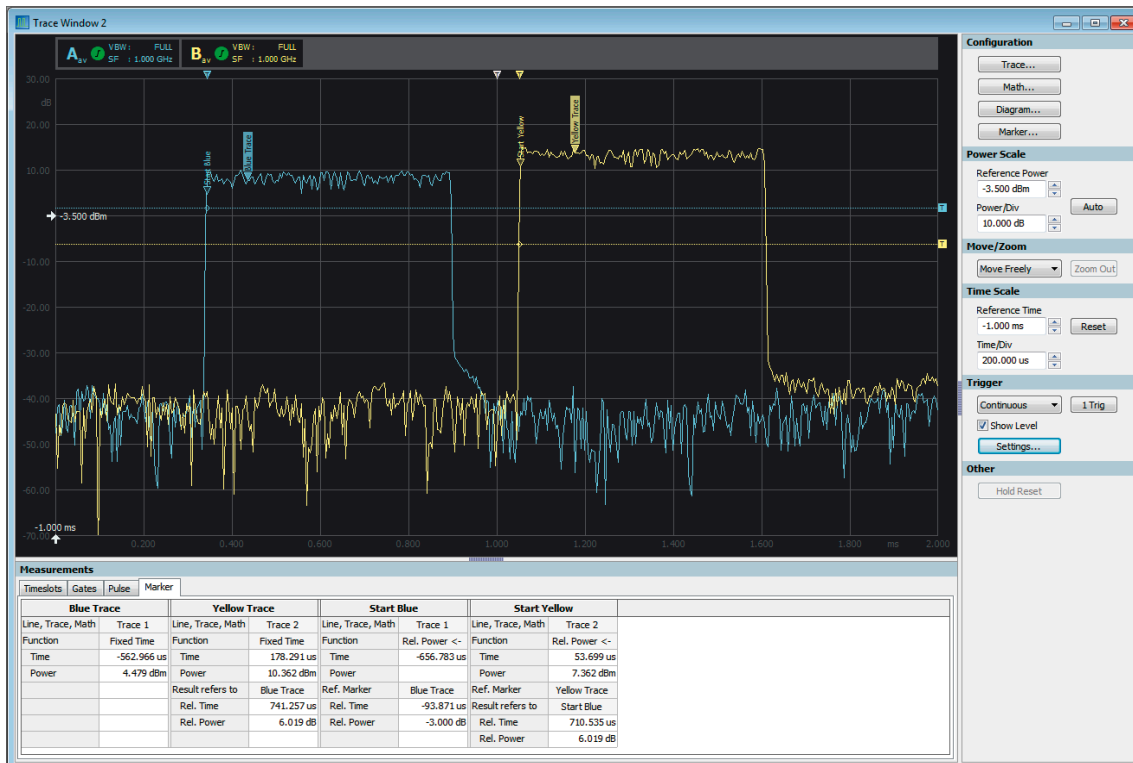 Trace Window 2
A av VBW : FULL
SF : 1.000 GHz
B av VBW : FULL
SF : 1.000 GHz
30.00
dB
20.00
10.00
-3.500 dBm
-10.00
-20.00
-30.00
-40.00
-50.00
-60.00
-70.00
-1.000 ms
Start Blue
Blue Trace
Start Yellow
Yellow Trace
T
T
0.200 0.400 0.600 0.800 1.000 1.200 1.400 1.600 1.800 ms 2.000
Configuration
Trace...
Math...
Diagram...
Marker...
Power Scale
Reference Power
-3.500 dBm
Power/Div
10.000 dB
Auto
Move/Zoom
Move Freely Zoom Out
Time Scale
Reference Time
-1.000 ms Reset
Time/Div
200.000 us
Trigger
Continuous 1 Trig
Show Level
Settings...
Other
Hold Reset
Measurements
Timeslots Gates Pulse Marker
Blue Trace Yellow Trace Start Blue Start Yellow
Line, Trace, Math Trace 1 Line, Trace, Math Trace 2 Line, Trace, Math Trace 1 Line, Trace, Math Trace 2
Function Fixed Time Function Fixed Time Function Rel. Power <- Function Rel. Power <-
Time -562.966 us Time 178.291 us Time -656.783 us Time 53.699 us
Power 4.479 dBm Power 10.362 dBm Power Power 7.362 dBm
Result refers to Blue Trace Ref. Marker Blue Trace Ref. Marker Yellow Trace
Rel. Time 741.257 us Rel. Time -93.871 us Result refers to Start Blue
Rel. Power 6.019 dB Rel. Power -3.000 dB Rel. Time 710.535 us
Rel. Power 6.019 dB